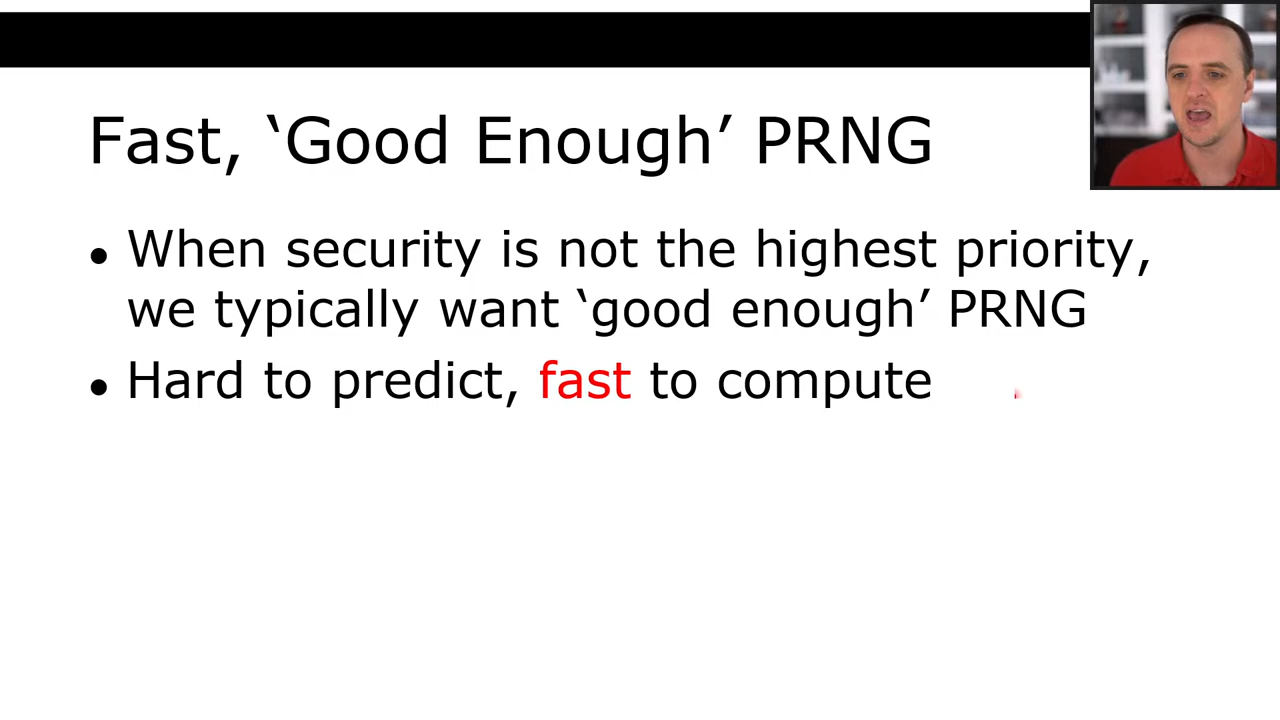 Fast, ‘Good Enough’ PRNG
● When security is not the highest priority,
we typically want ‘good enough’ PRNG
● Hard to predict, fast to compute